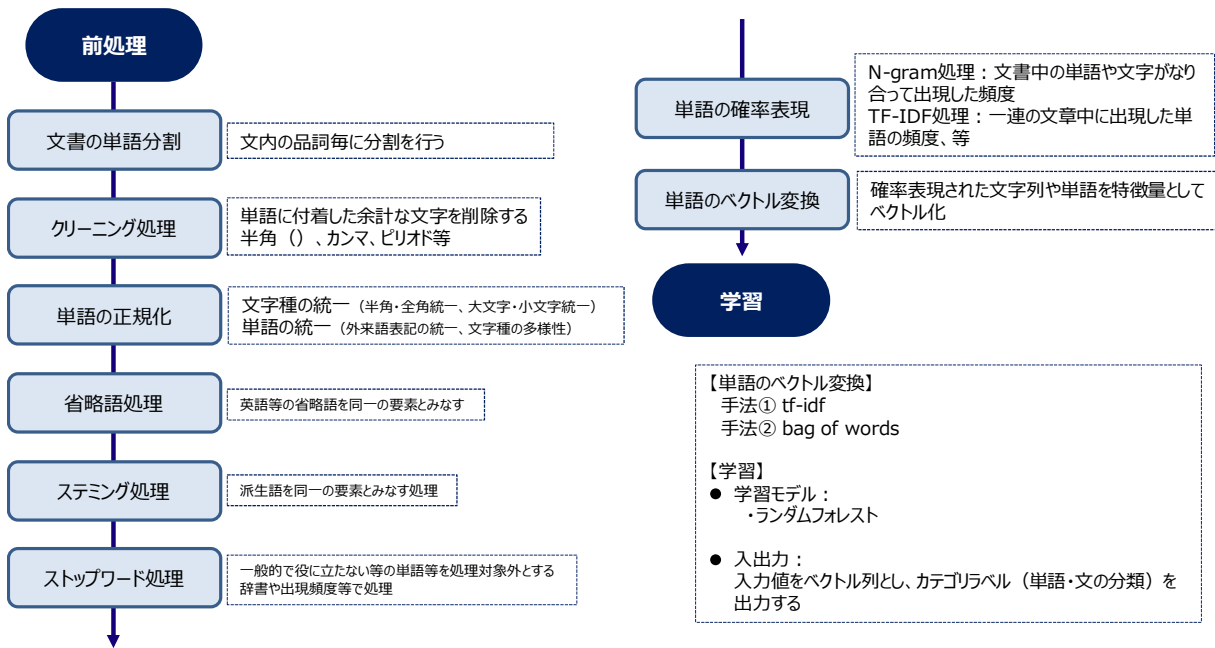 前処理
文書の単語分割
文内の品詞毎に分割を行う
クリーニング処理
単語に付着した余計な文字を削除する
半角（）、カンマ、ピリオド等
単語の正規化
文字種の統一（半角・全角統一、大文字・小文字統一）
単語の統一（外来語表記の統一、文字種の多様性）
省略語処理
英語等の省略語を同一の要素とみなす
ステミング処理
派生語を同一の要素とみなす処理
ストップワード処理
一般的で役に立たない等の単語等を処理対象外とする
辞書や出現頻度等で処理
単語の確率表現
N-gram処理：文書中の単語や文字がなり
合って出現した頻度
TF-IDF処理：一連の文章中に出現した単
語の頻度、等
単語のベクトル変換
確率表現された文字列や単語を特徴量として
ベクトル化
学習
【単語のベクトル変換】
手法① tf-idf
手法② bag of words
【学習】
● 学習モデル：
・ランダムフォレスト
● 入出力：
入力値をベクトル列とし、カテゴリラベル（単語・文の分類）を
出力する